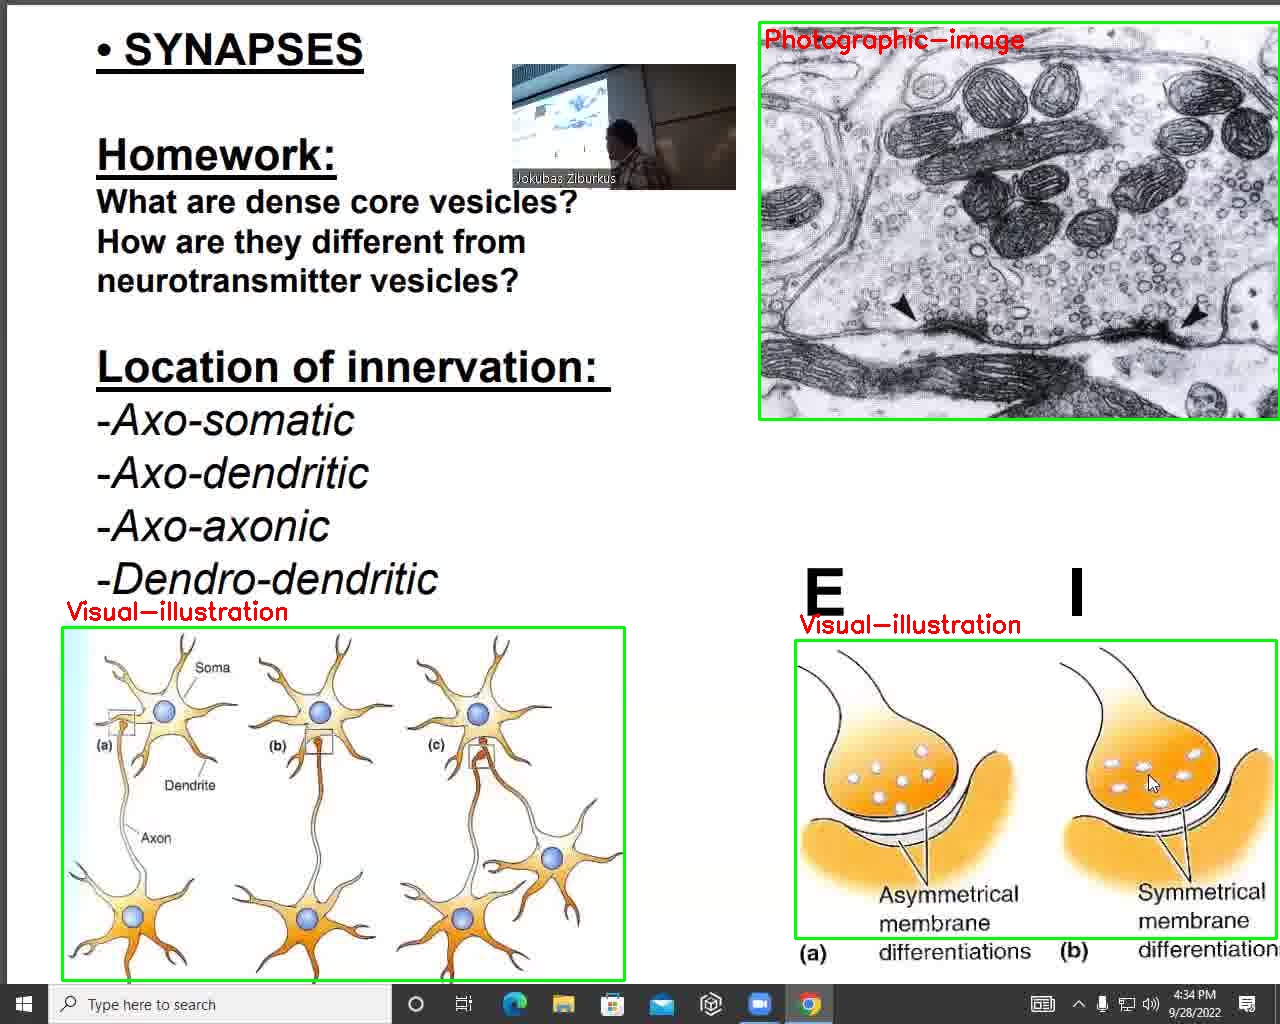 • SYNAPSES
Homework:
What are dense core vesicles?
How are they different from
neurotransmitter vesicles?
Location of innervation:
-Axo-somatic
-Axo-dendritic
-Axo-axonic
-Dendro-dendritic
Jokubas Ziburkus
Photographic-image
Visual-illustration
Soma
(a)
(b)
(c)
Dendrite
Axon
E
I
Visual-illustration
Asymmetrical
membrane
differentiations
(a)
Symmetrical
membrane
differentiation
(b)
Type here to search
4:34 PM
9/28/2022